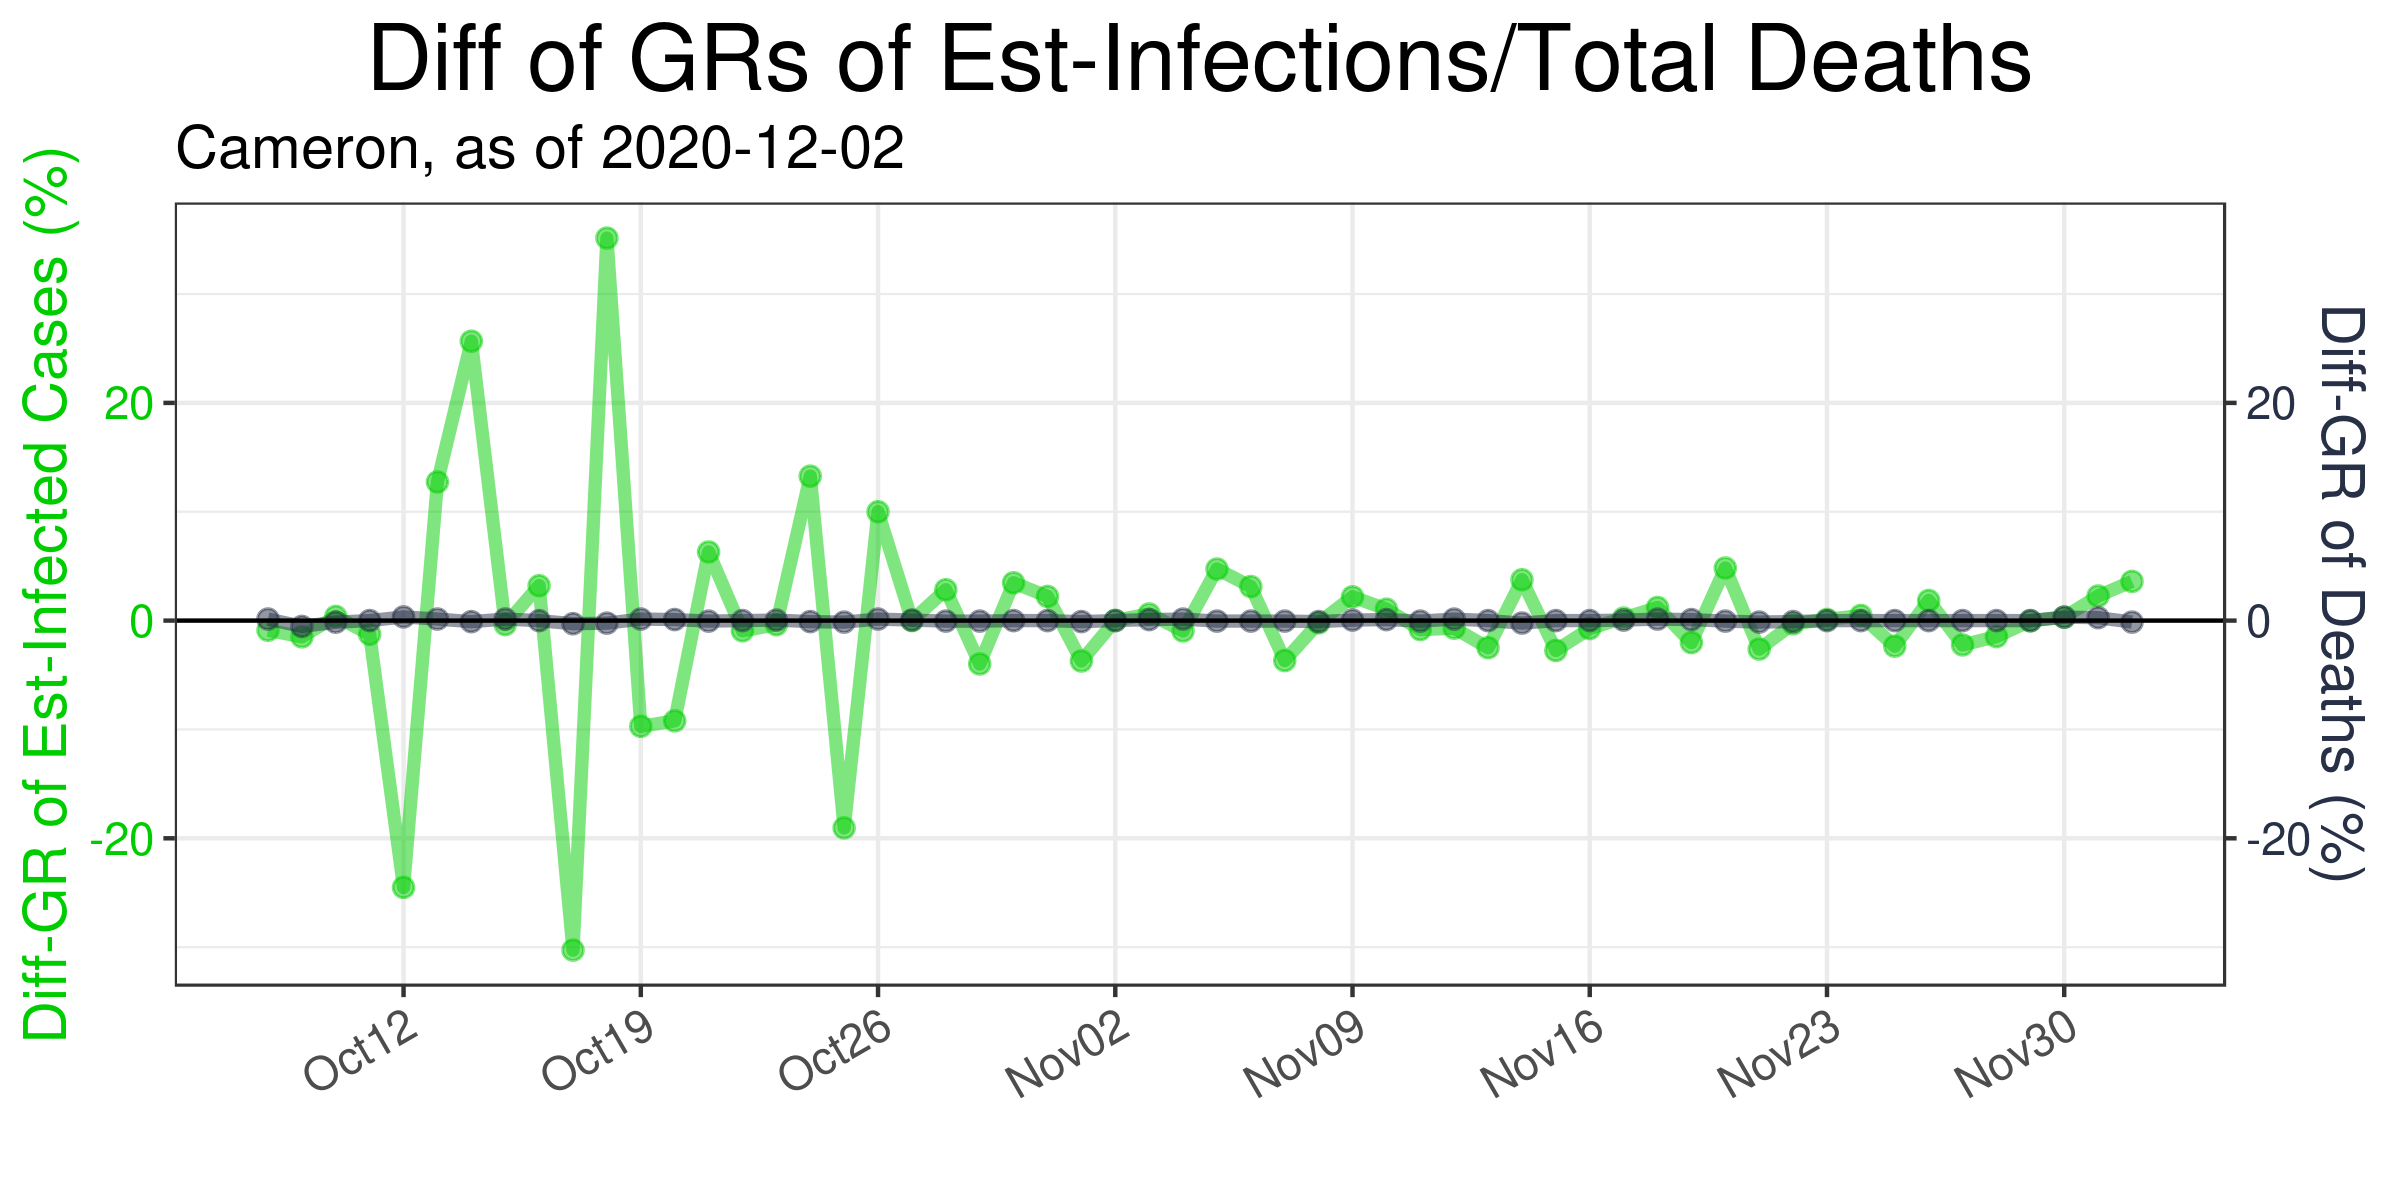 Diff of GRs of Est-Infections/Total Deaths
Cameron, as of 2020-12-02
Diff-GR of Est-Infected Cases (%)
20
0
-20
20
0
-20
Diff-GR of Deaths (%)
Oct12
Oct19
Oct26
Nov02
Nov09
Nov16
Nov23
Nov30